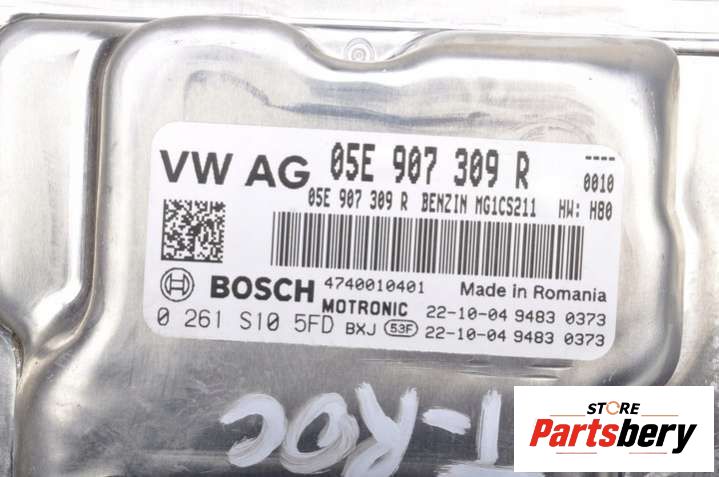 VW AG 05E 907 309 R ----
0010
05E 907 309 R BENZIN MG1CS211 HW: H80
BOSCH 4740010401 Made in Romania
MOTRONIC 22-10-04 9483 0373
0 261 S10 5FD BXJ 53F 22-10-04 9483 0373
T-ROC
STORE
Partsbery